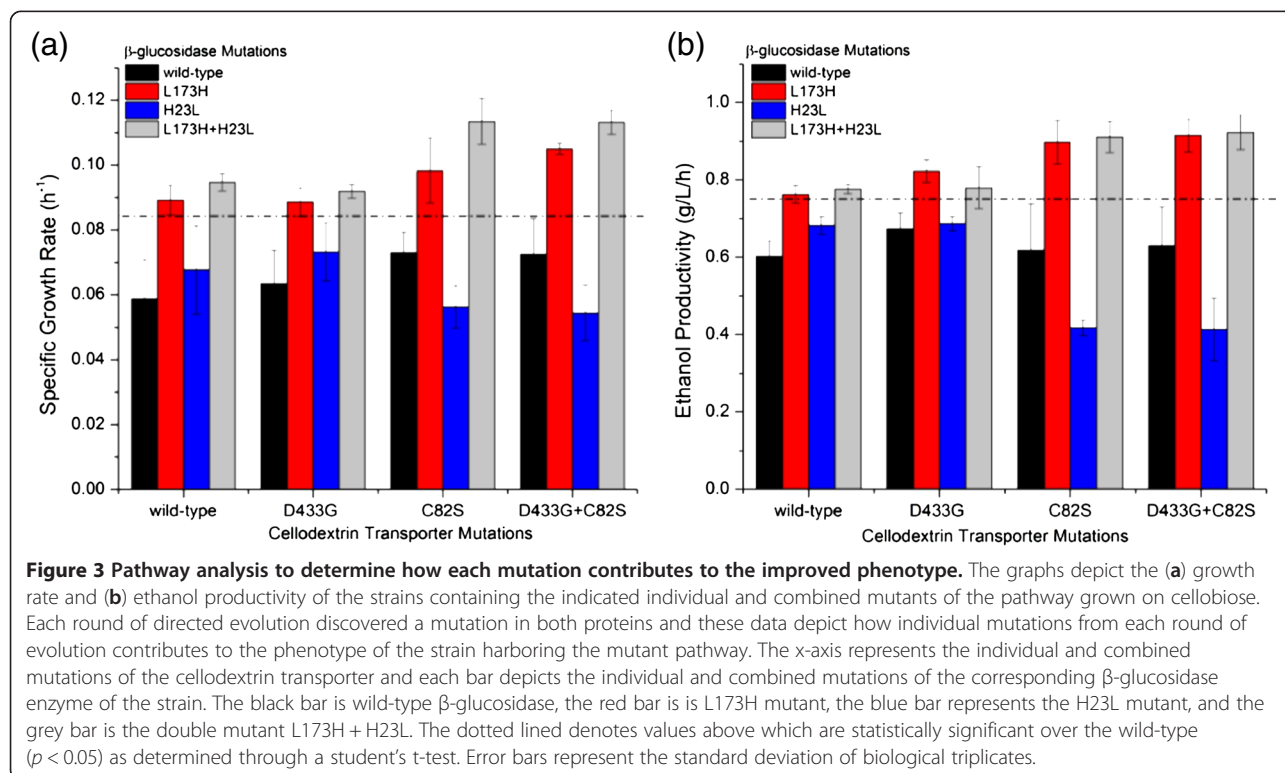 (a)
β-glucosidase Mutations
wild-type
L173H
H23L
L173H+H23L
0.12
0.10
0.08
0.06
0.04
0.02
0.00
Specific Growth Rate (h⁻¹)
wild-type D433G C82S D433G+C82S
Cellodextrin Transporter Mutations
(b)
β-glucosidase Mutations
wild-type
L173H
H23L
L173H+H23L
1.0
0.8
0.6
0.4
0.2
0.0
Ethanol Productivity (g/L/h)
wild-type D433G C82S D433G+C82S
Cellodextrin Transporter Mutations
Figure 3 Pathway analysis to determine how each mutation contributes to the improved phenotype. The graphs depict the (a) growth
rate and (b) ethanol productivity of the strains containing the indicated individual and combined mutants of the pathway grown on cellobiose.
Each round of directed evolution discovered a mutation in both proteins and these data depict how individual mutations from each round of
evolution contributes to the phenotype of the strain harboring the mutant pathway. The x-axis represents the individual and combined
mutations of the cellodextrin transporter and each bar depicts the individual and combined mutations of the corresponding β-glucosidase
enzyme of the strain. The black bar is wild-type β-glucosidase, the red bar is is L173H mutant, the blue bar represents the H23L mutant, and the
grey bar is the double mutant L173H + H23L. The dotted lined denotes values above which are statistically significant over the wild-type
(p < 0.05) as determined through a student's t-test. Error bars represent the standard deviation of biological triplicates.